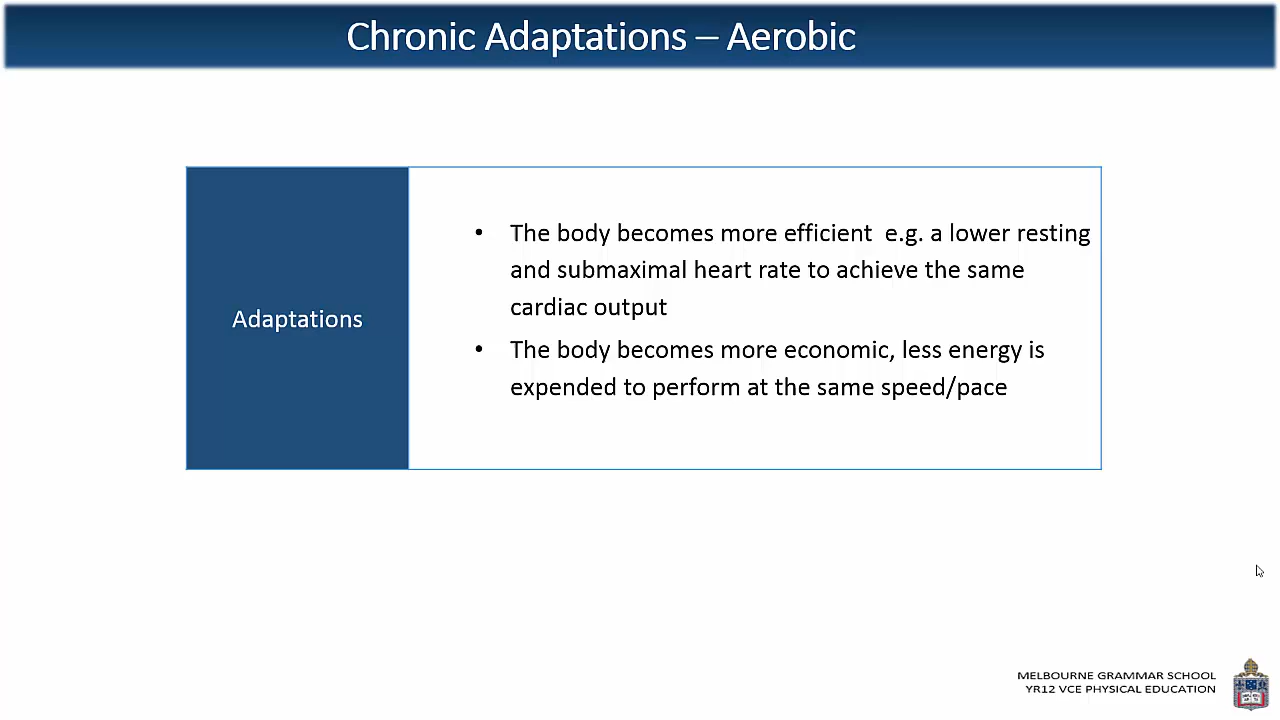 Chronic Adaptations – Aerobic
Adaptations
• The body becomes more efficient  e.g. a lower resting
and submaximal heart rate to achieve the same
cardiac output
• The body becomes more economic, less energy is
expended to perform at the same speed/pace
MELBOURNE GRAMMAR SCHOOL
YR12 VCE PHYSICAL EDUCATION